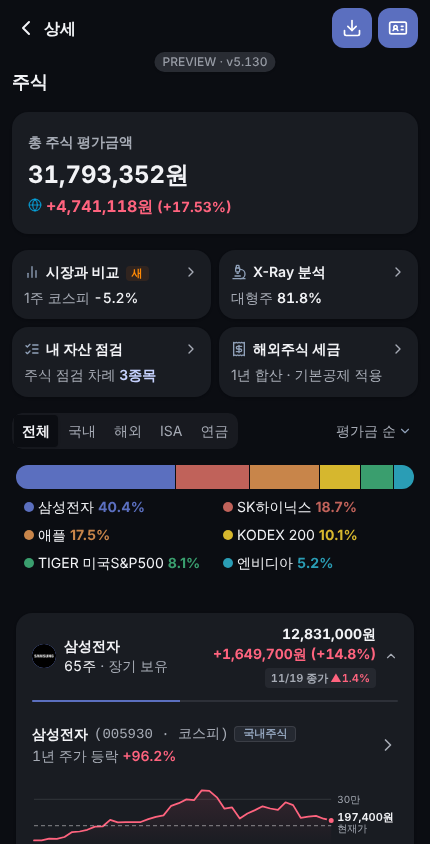 상세
PREVIEW · v5.130
주식
총 주식 평가금액
31,793,352원
+4,741,118원 (+17.53%)
시장과 비교 새
1주 코스피 -5.2%
X-Ray 분석
대형주 81.8%
내 자산 점검
주식 점검 차례 3종목
해외주식 세금
1년 합산 · 기본공제 적용
전체 국내 해외 ISA 연금 평가금 순
삼성전자 40.4% SK하이닉스 18.7%
애플 17.5% KODEX 200 10.1%
TIGER 미국S&P500 8.1% 엔비디아 5.2%
삼성전자
65주 · 장기 보유
12,831,000원
+1,649,700원 (+14.8%)
11/19 종가 ▲1.4%
삼성전자 (005930 · 코스피) 국내주식
1년 주가 등락 +96.2%
30만
197,400원
현재가